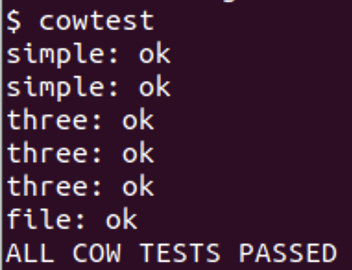 $ cowtest
simple: ok
simple: ok
three: ok
three: ok
three: ok
file: ok
ALL COW TESTS PASSED